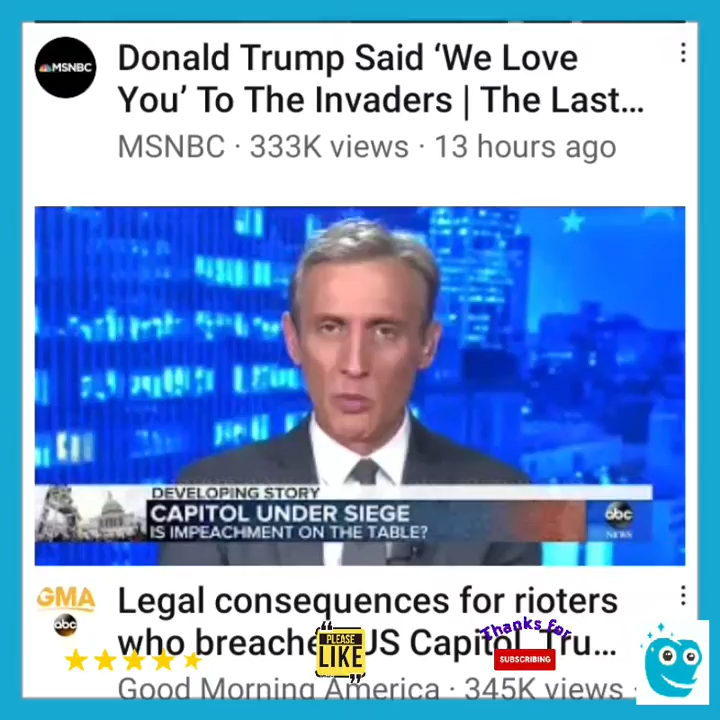 MSNBC
Donald Trump Said ‘We Love
You’ To The Invaders | The Last...
MSNBC · 333K views · 13 hours ago
DEVELOPING STORY
CAPITOL UNDER SIEGE
IS IMPEACHMENT ON THE TABLE?
abc
NEWS
GMA
abc
Legal consequences for rioters
who breache US Capitol, Tru...
Good Morning America · 345K views ·
PLEASE
LIKE
Thanks for
SUBSCRIBING